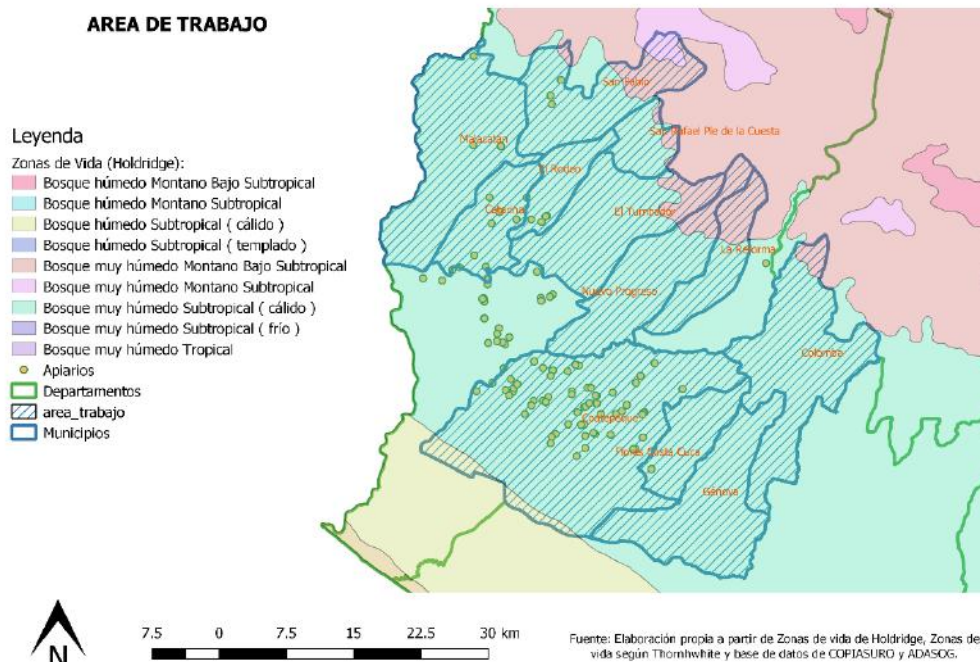 AREA DE TRABAJO
Leyenda
Zonas de Vida (Holdridge):
Bosque húmedo Montano Bajo Subtropical
Bosque húmedo Montano Subtropical
Bosque húmedo Subtropical ( cálido )
Bosque húmedo Subtropical ( templado )
Bosque muy húmedo Montano Bajo Subtropical
Bosque muy húmedo Montano Subtropical
Bosque muy húmedo Subtropical ( cálido )
Bosque muy húmedo Subtropical ( frío )
Bosque muy húmedo Tropical
Apiarios
Departamentos
area_trabajo
Municipios
San Pablo
San Rafael Pie de la Cuesta
Malacatán
El Rodeo
Catarina
El Tumbador
La Reforma
Nuevo Progreso
Colomba
Coatepeque
Flores Costa Cuca
Génova
N
7.5 0 7.5 15 22.5 30 km
Fuente: Elaboración propia a partir de Zonas de vida de Holdridge, Zonas de
vida según Thornhwhite y base de datos de COPIASURO y ADASOG.